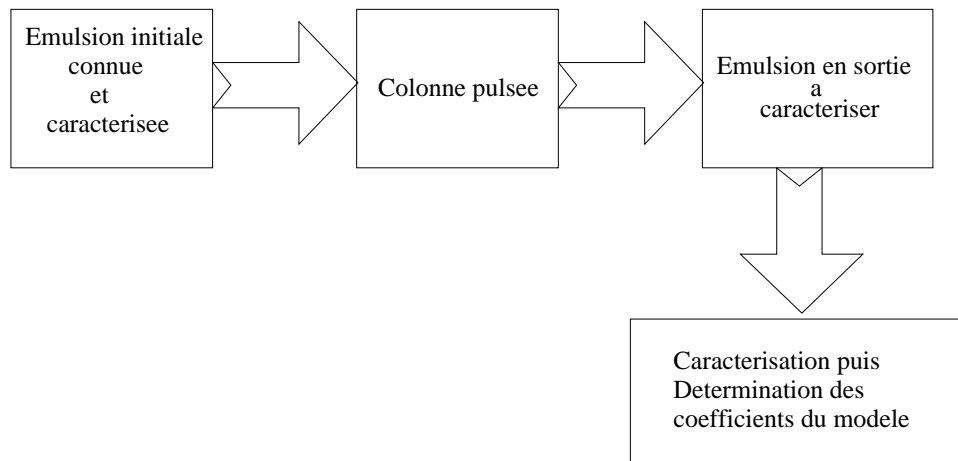 Emulsion initiale
connue
et
caracterisee
Colonne pulsee
Emulsion en sortie
a
caracteriser
Caracterisation puis
Determination des
coefficients du modele